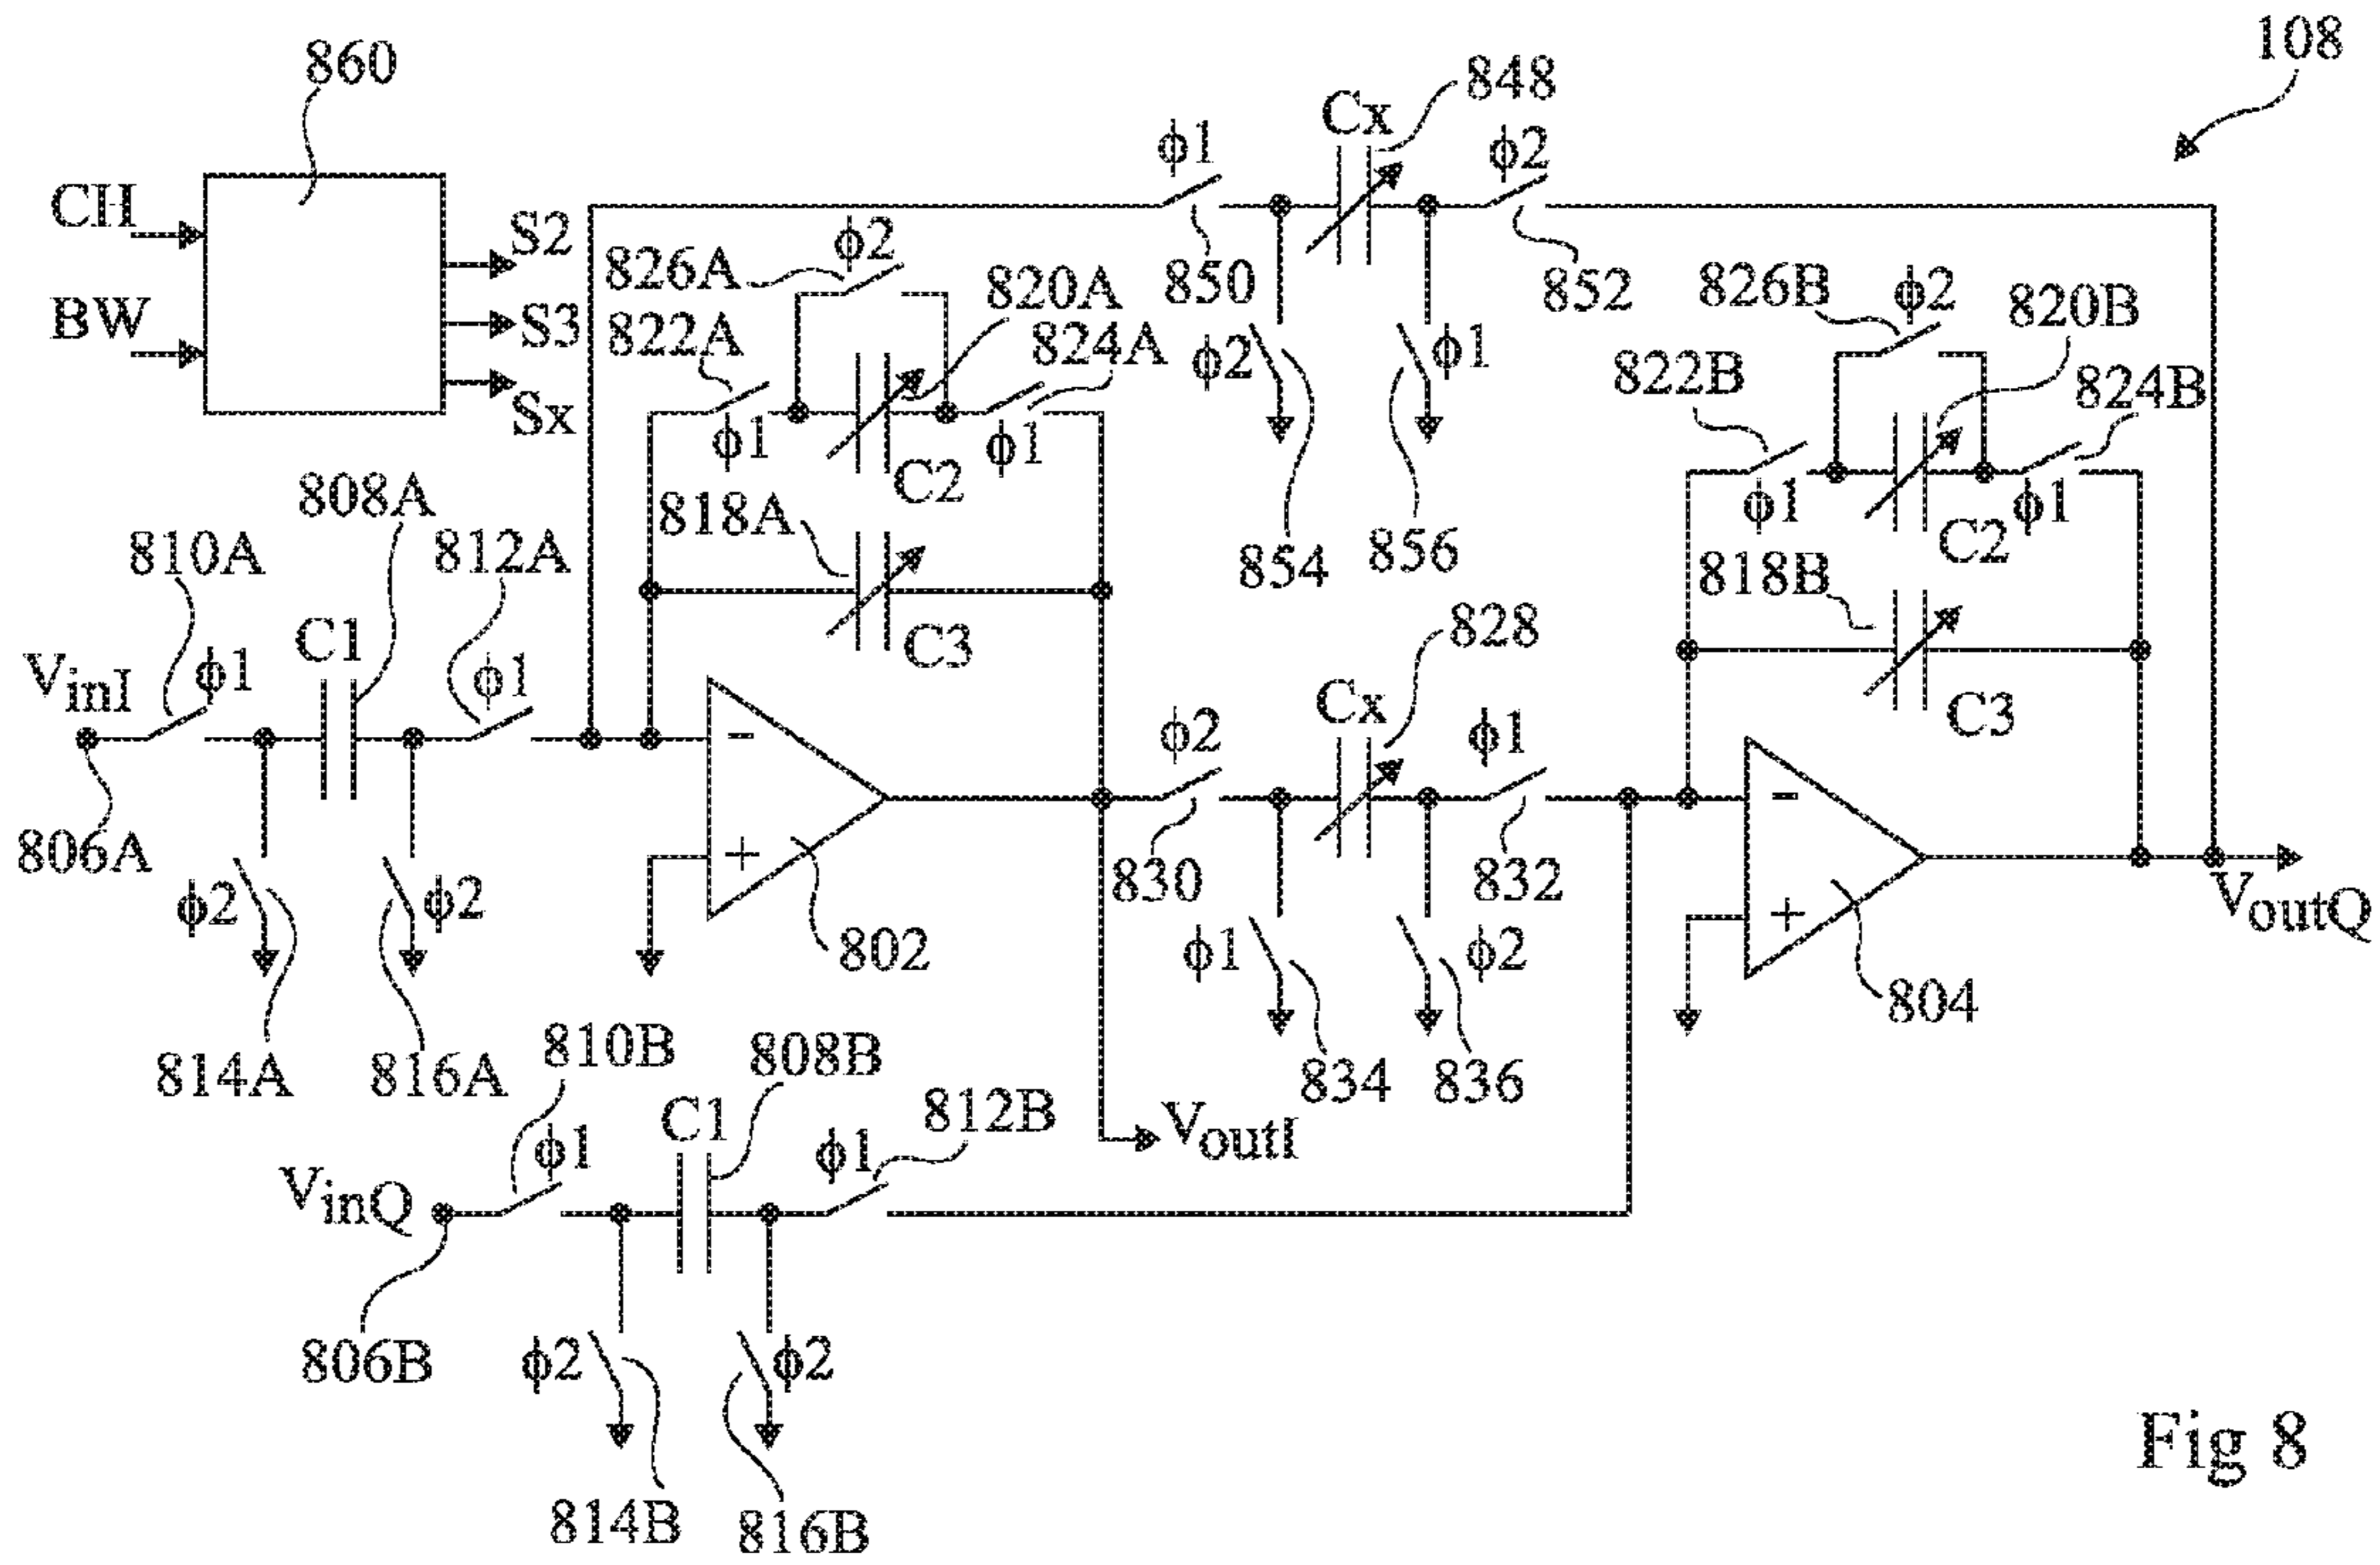 108
860
848
Cx
ϕ1
ϕ2
CH
S2
826A
ϕ2
820A
850
852
826B
ϕ2
820B
BW
S3
822A
824A
ϕ2
ϕ1
822B
824B
Sx
ϕ1
ϕ1
C2
808A
818A
854
856
ϕ1
ϕ1
C2
810A
812A
818B
C1
C3
828
VinI
ϕ1
ϕ1
Cx
C3
ϕ2
ϕ1
806A
-
+
-
+
830
832
VoutQ
ϕ2
ϕ2
802
ϕ1
ϕ2
804
814A
816A
810B
808B
834
836
C1
812B
VoutI
ϕ1
ϕ1
VinQ
806B
ϕ2
ϕ2
814B
816B
Fig 8